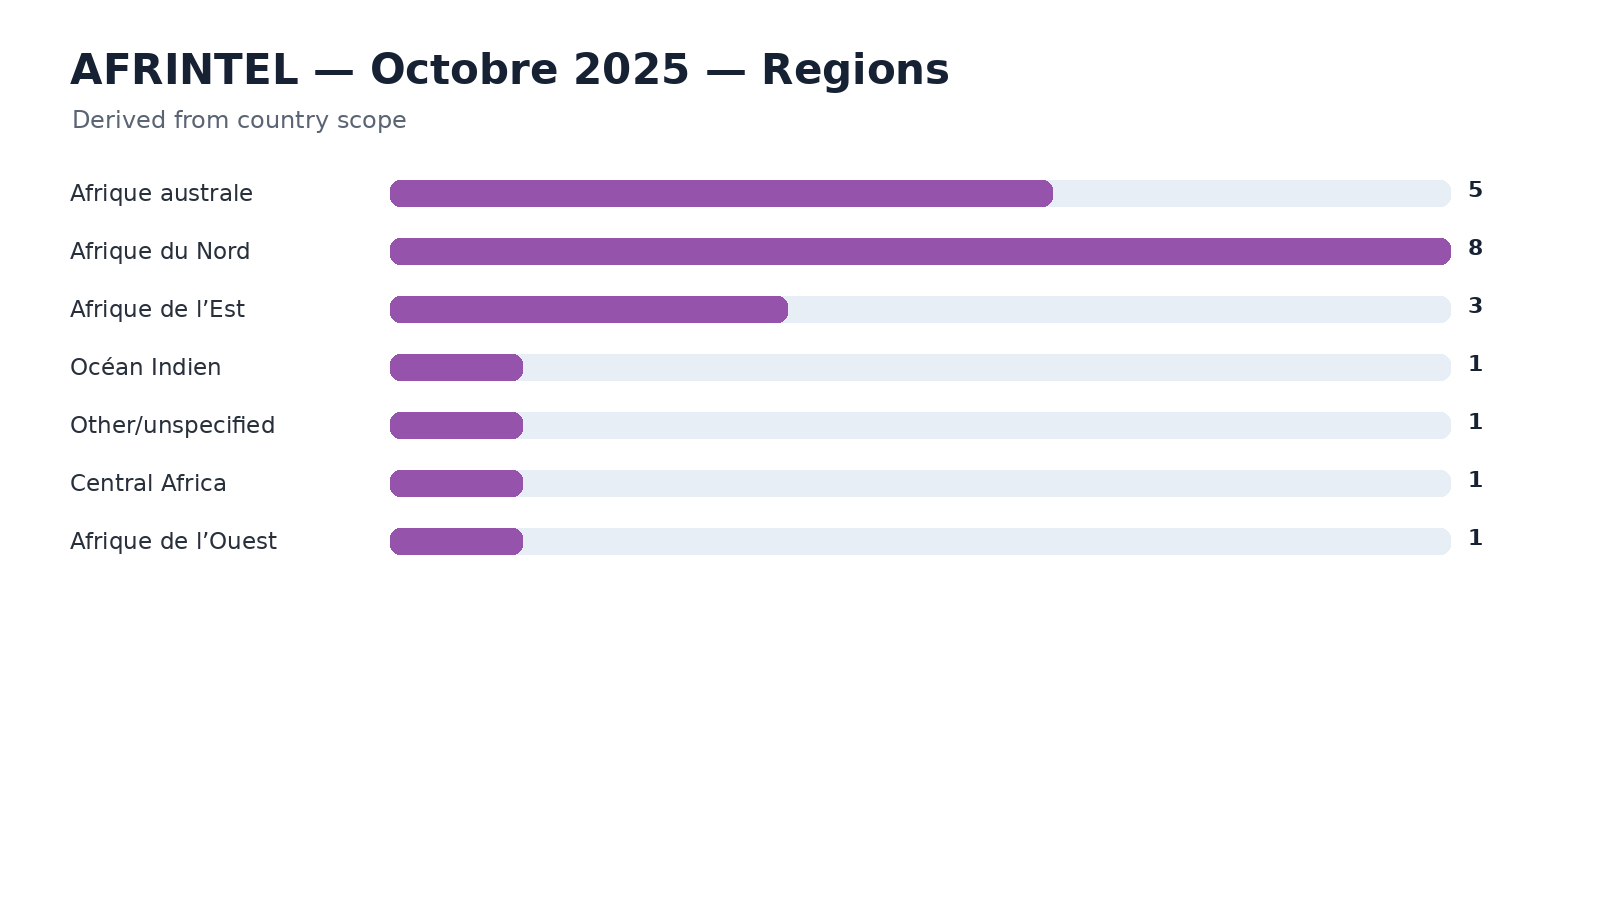 AFRINTEL — Octobre 2025 — Regions
Derived from country scope
Afrique australe 5
Afrique du Nord 8
Afrique de l’Est 3
Océan Indien 1
Other/unspecified 1
Central Africa 1
Afrique de l’Ouest 1